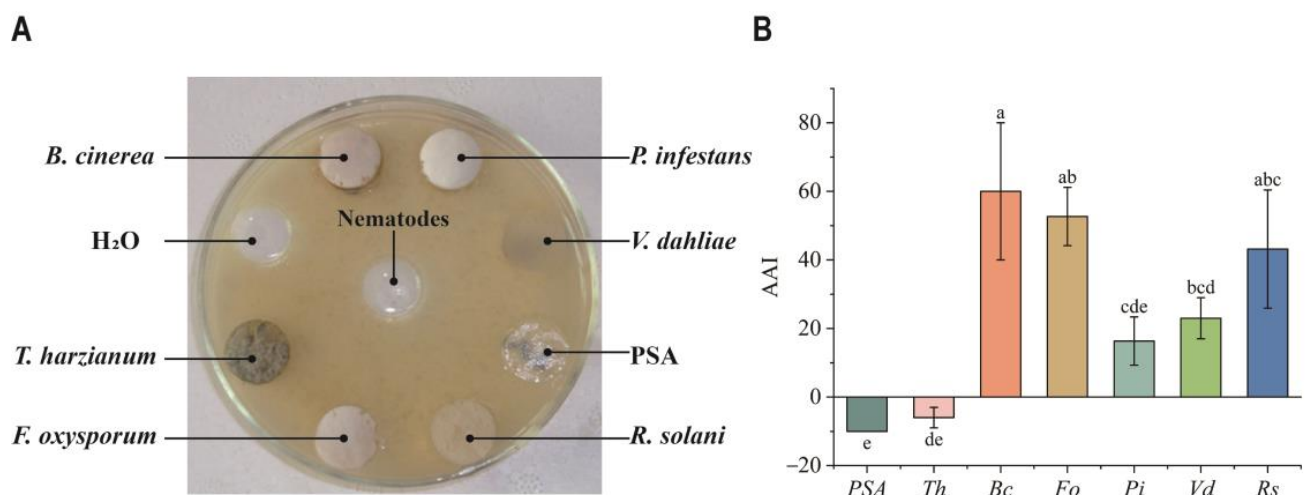 A
B. cinerea
P. infestans
H₂O
Nematodes
V. dahliae
T. harzianum
PSA
F. oxysporum
R. solani
B
AAI
80
60
40
20
0
–20
a
ab
abc
cde
bcd
e
de
PSA Th Bc Fo Pi Vd Rs